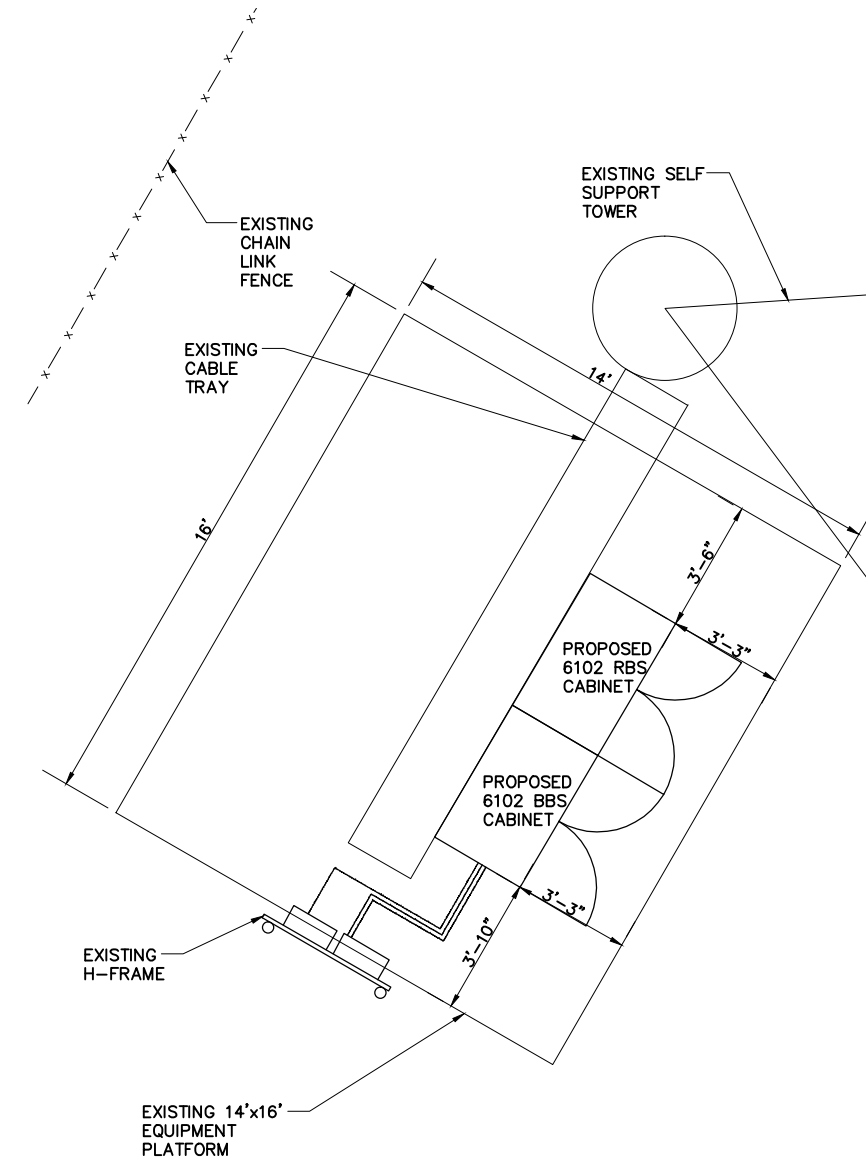 EXISTING SELF
SUPPORT
TOWER
EXISTING
CHAIN
LINK
FENCE
EXISTING
CABLE
TRAY
14'
16'
3'-6"
3'-3"
PROPOSED
6102 RBS
CABINET
PROPOSED
6102 BBS
CABINET
3'-3"
3'-10"
EXISTING
H-FRAME
EXISTING 14'x16'
EQUIPMENT
PLATFORM